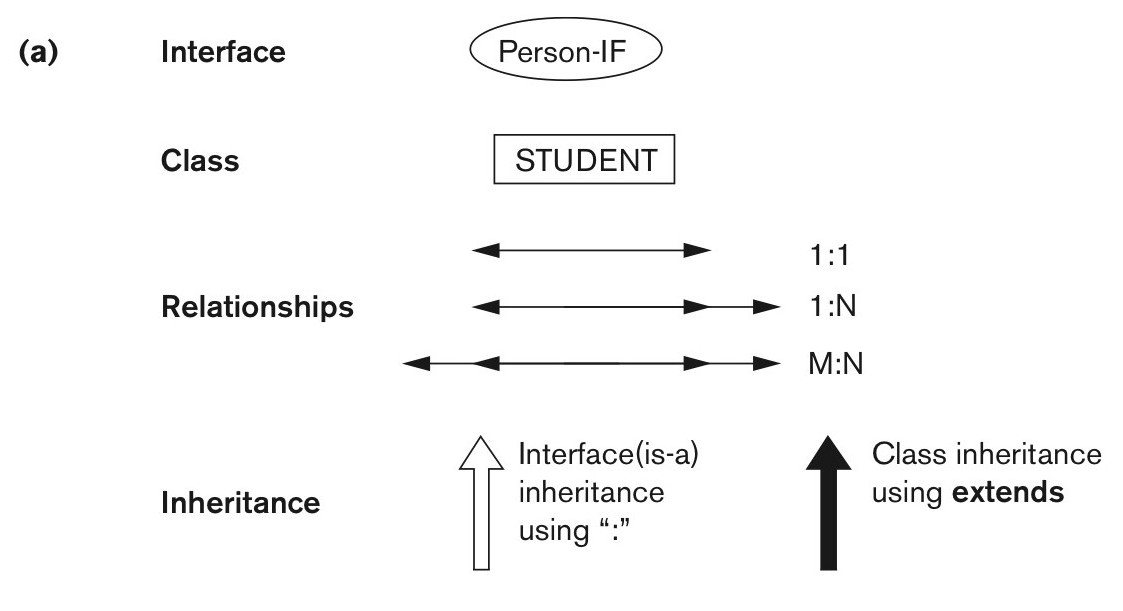 (a)
Interface
Person-IF
Class
STUDENT
1:1
Relationships
1:N
M:N
Inheritance
Interface(is-a)
inheritance
using “:”
Class inheritance
using extends